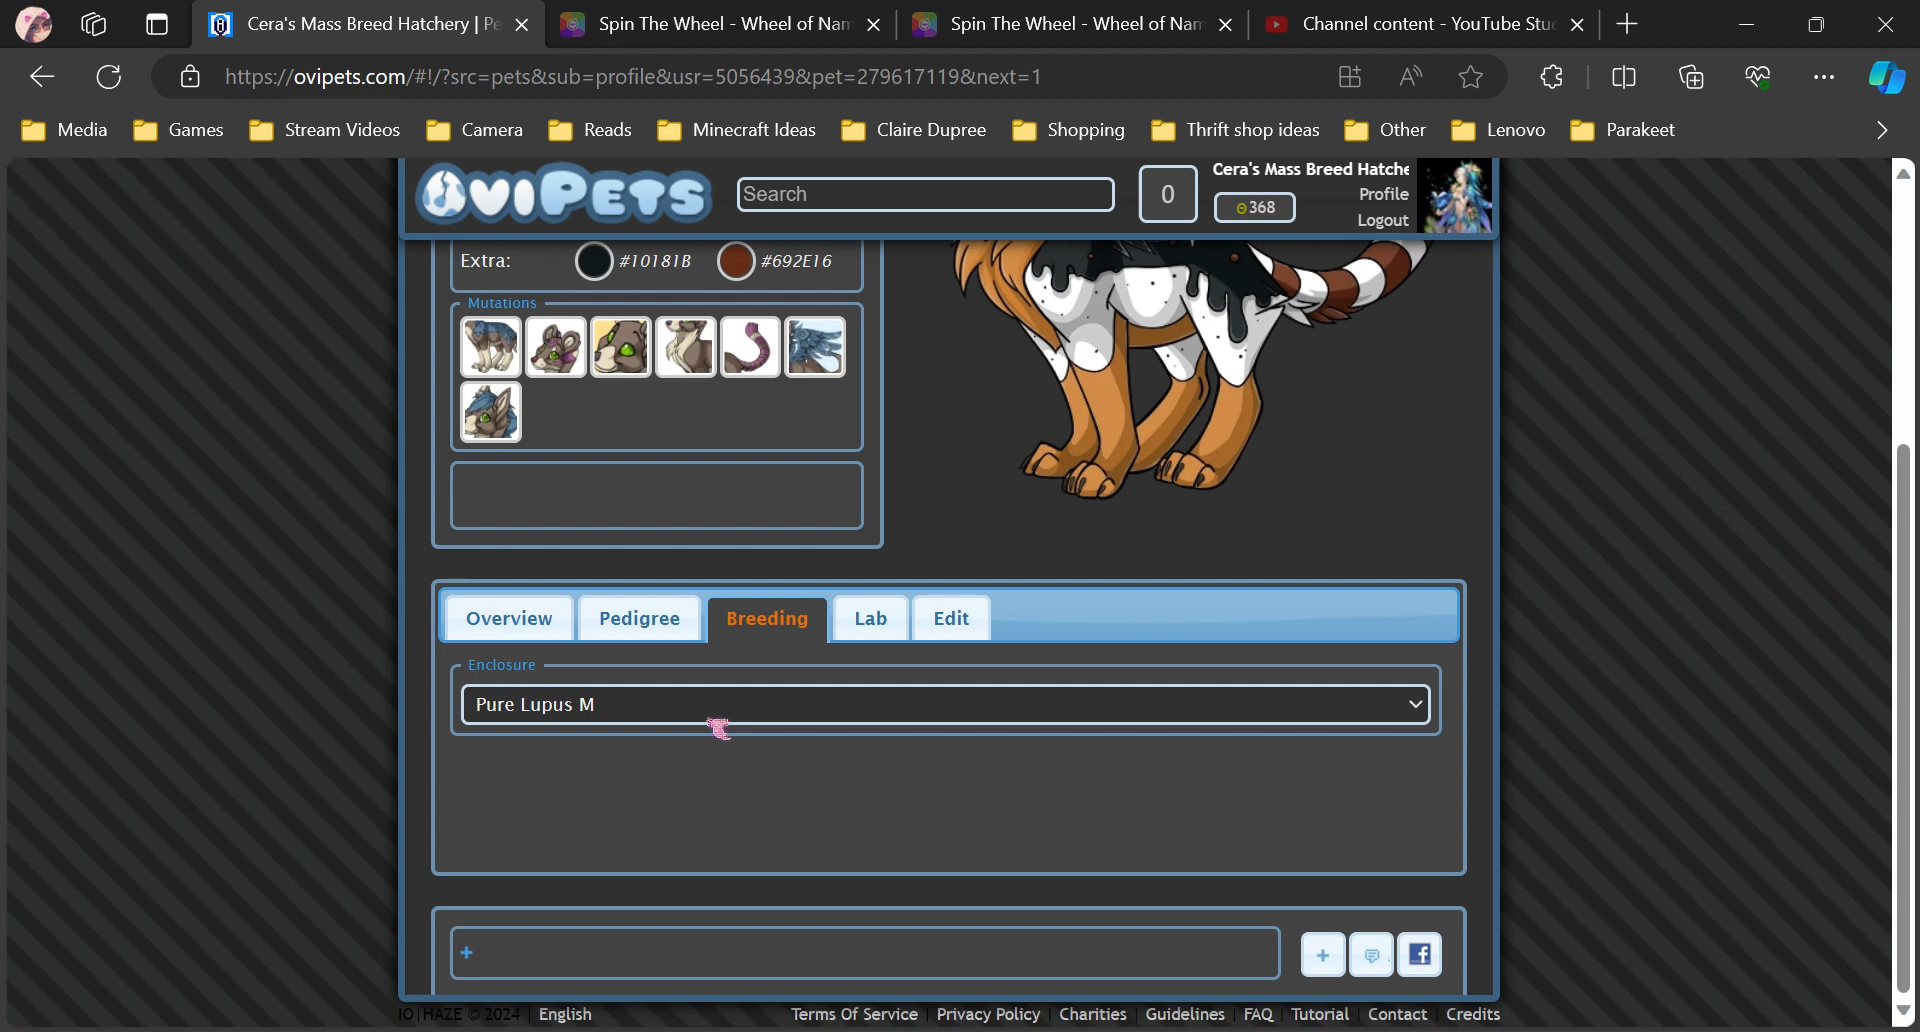 Cera's Mass Breed Hatchery | Pe
Spin The Wheel - Wheel of Nam
Spin The Wheel - Wheel of Nam
Channel content - YouTube Stu
https://ovipets.com/#!/?src=pets&sub=profile&usr=5056439&pet=279617119&next=1
Media Games Stream Videos Camera Reads Minecraft Ideas Claire Dupree Shopping Thrift shop ideas Other Lenovo Parakeet
OviPets
Search
0
Cera's Mass Breed Hatche
368
Profile
Logout
Extra: #10181B #692E16
Mutations
Overview Pedigree Breeding Lab Edit
Enclosure
Pure Lupus M
+
+
IO|HAZE © 2024 English Terms Of Service Privacy Policy Charities Guidelines FAQ Tutorial Contact Credits